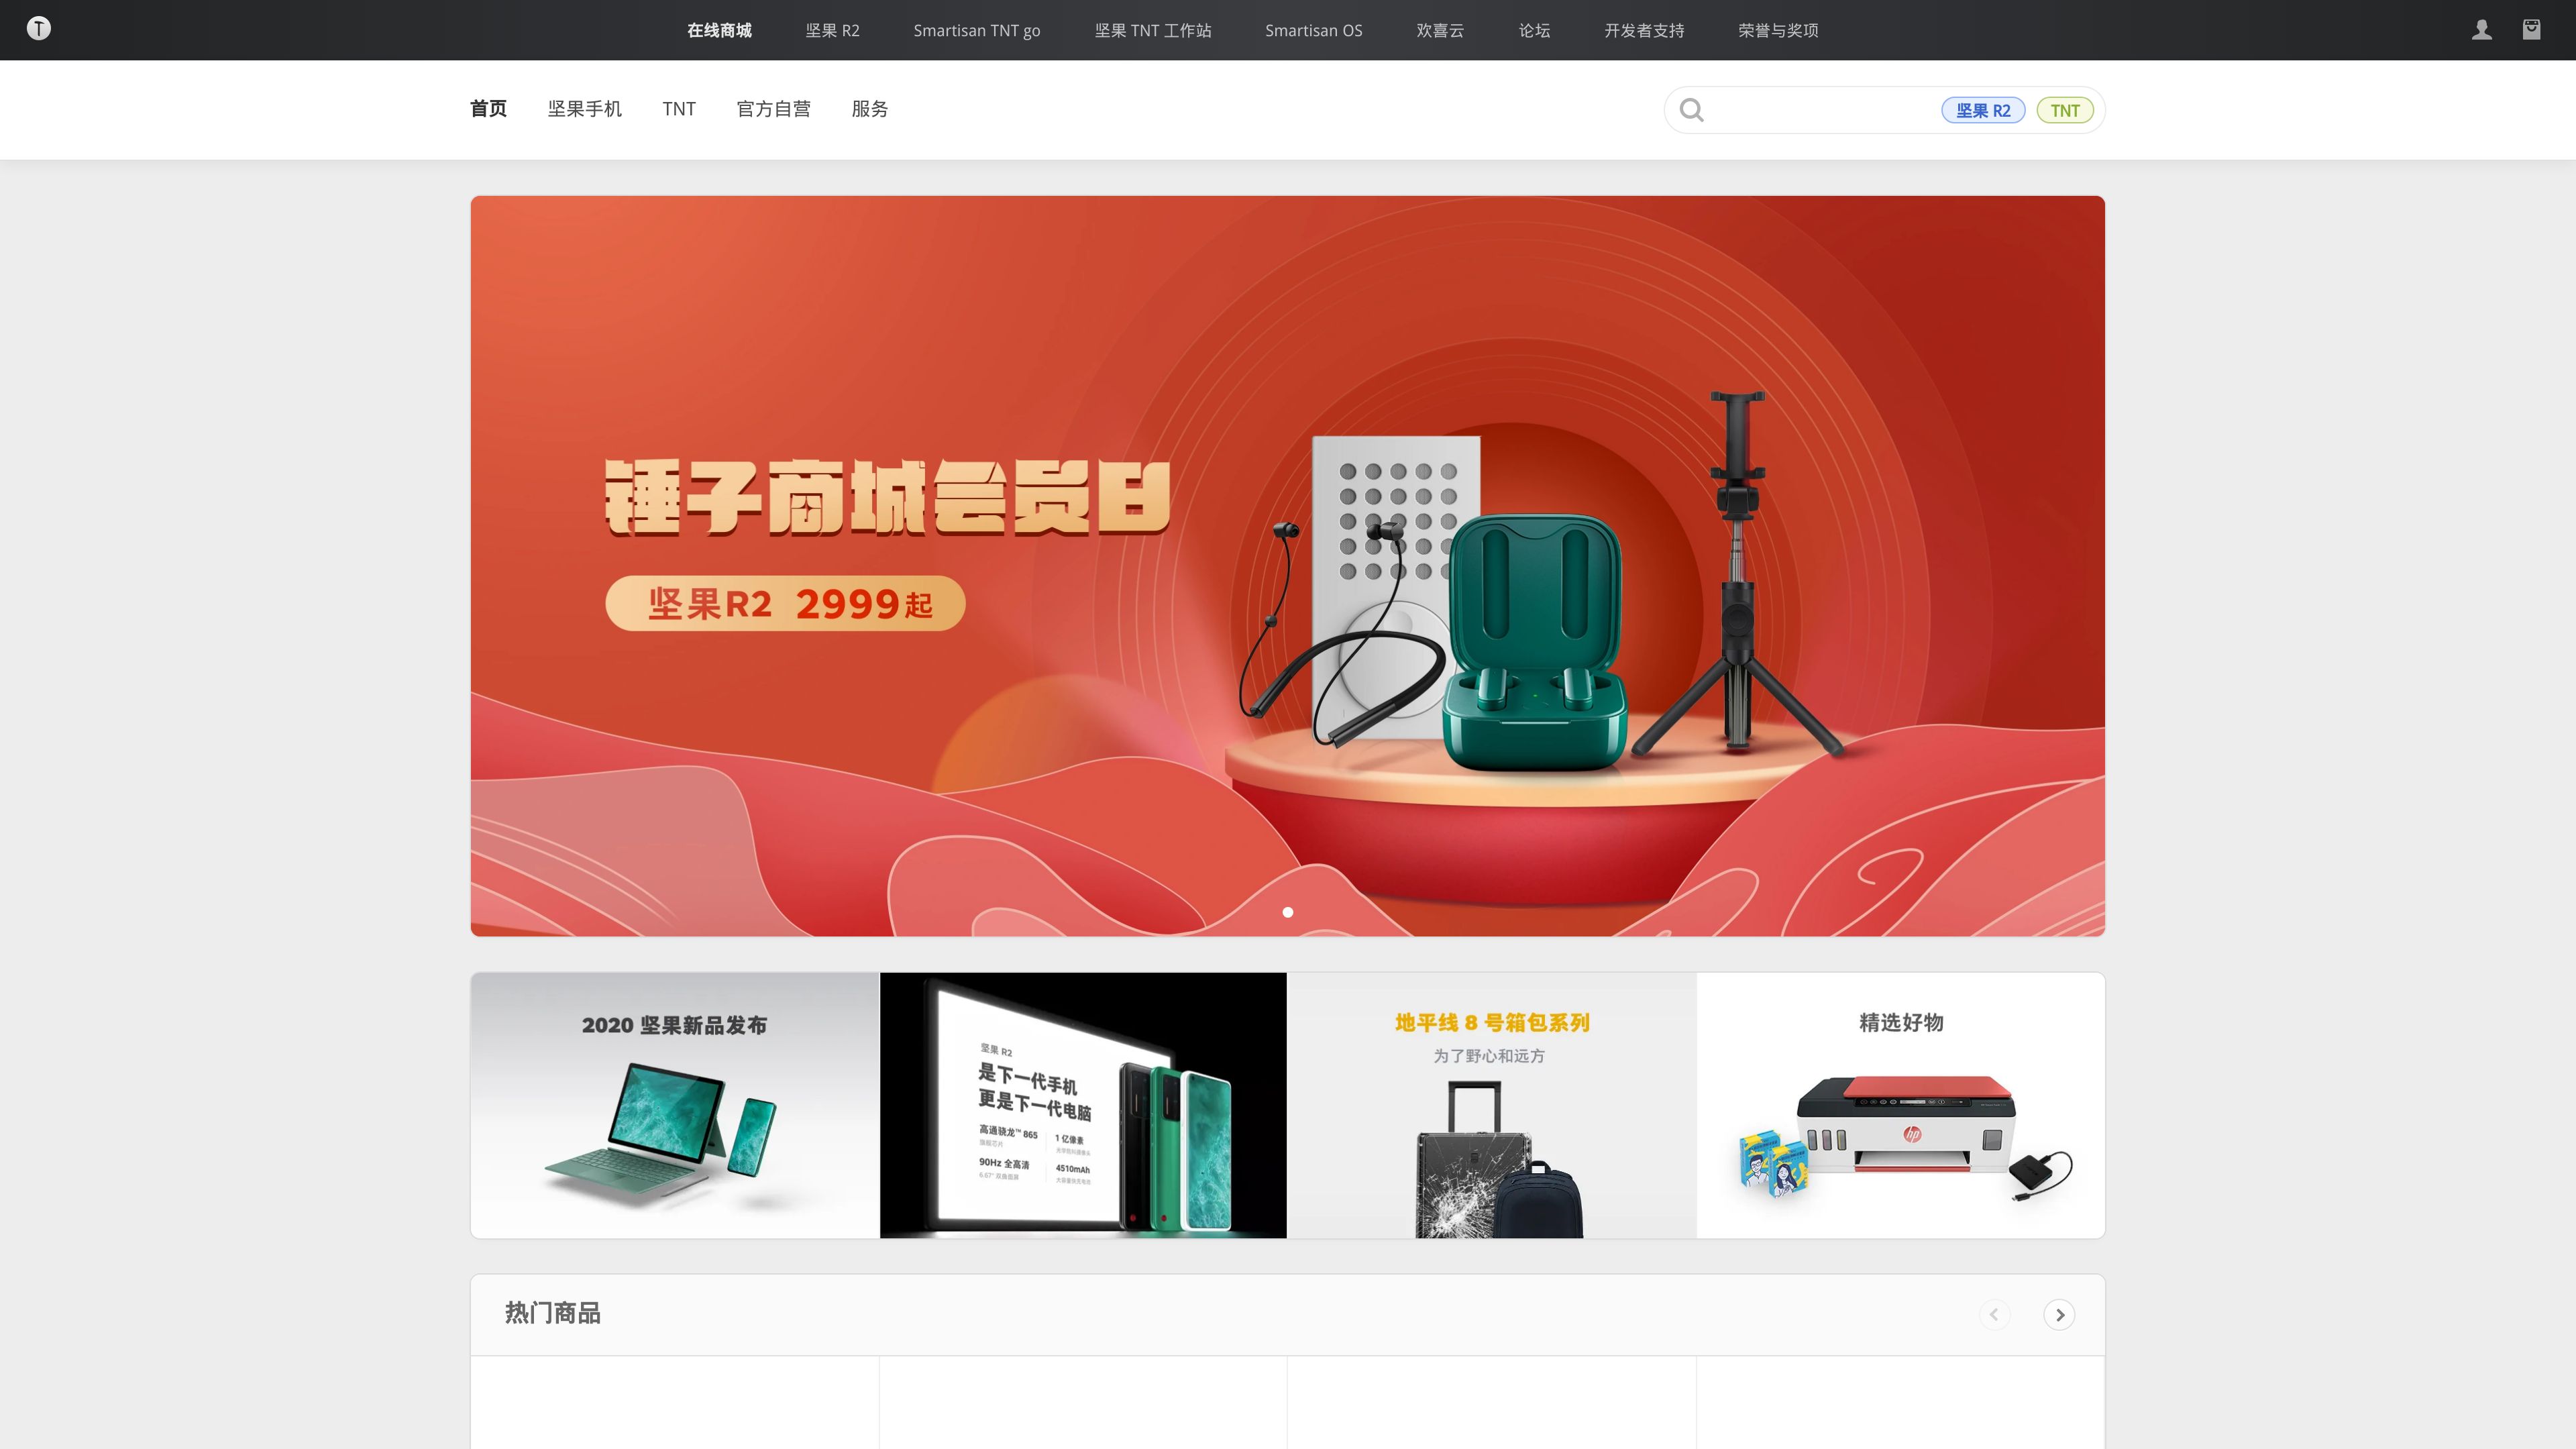 在线商城 坚果 R2 Smartisan TNT go 坚果 TNT 工作站 Smartisan OS 欢喜云 论坛 开发者支持 荣誉与奖项
首页 坚果手机 TNT 官方自营 服务
坚果 R2 TNT
锤子商城会员日
坚果R2 2999起
2020 坚果新品发布
坚果 R2
是下一代手机
更是下一代电脑
高通骁龙™ 865 1 亿像素
旗舰芯片
90Hz 全高清 4510mAh
地平线 8 号箱包系列
为了野心和远方
精选好物
hp
热门商品